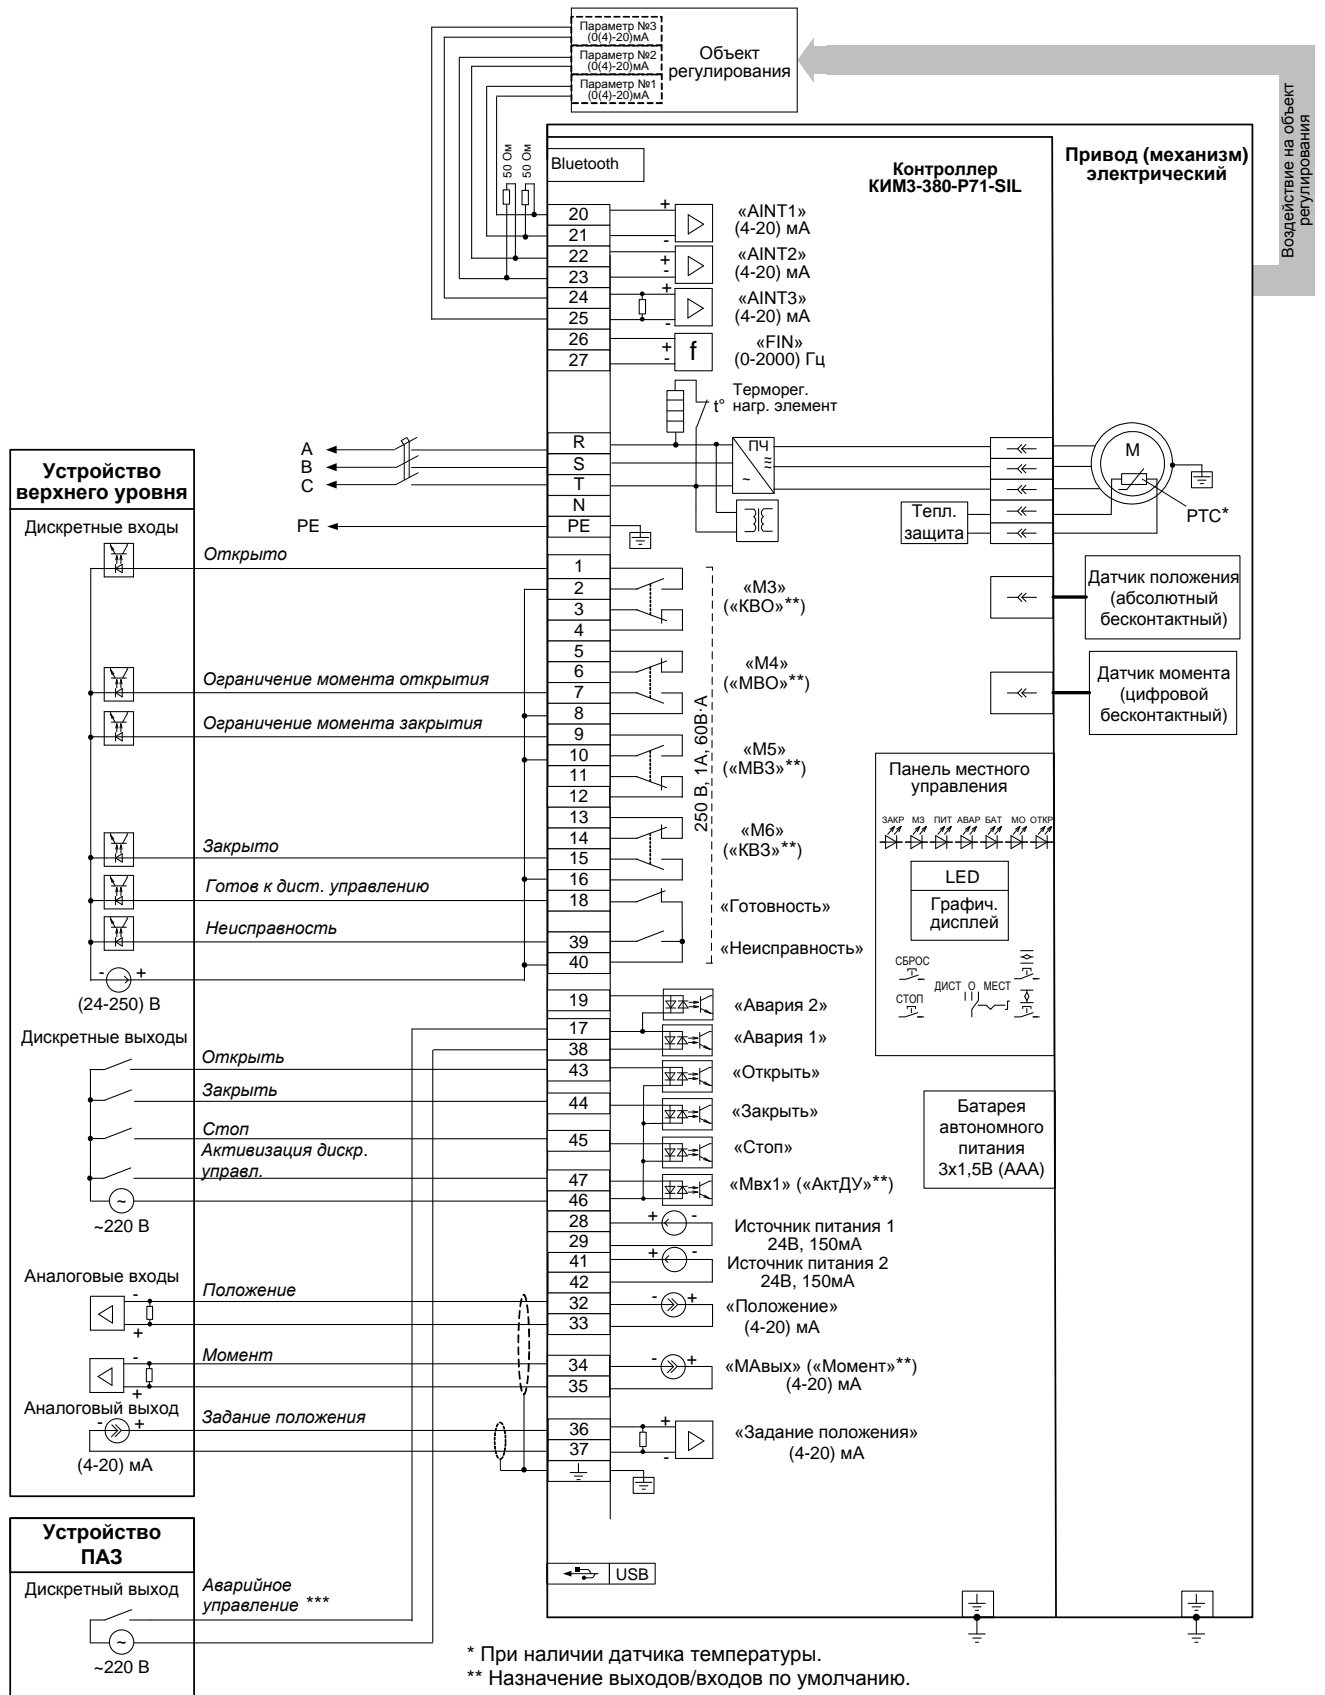 Параметр №3
(0(4)-20)мА
Параметр №2
(0(4)-20)мА
Параметр №1
(0(4)-20)мА
Объект
регулирования
Воздействие на объект
регулирования
50 Ом
50 Ом
Bluetooth
Контроллер
КИМ3-380-Р71-SIL
Привод (механизм)
электрический
20
21
22
23
24
25
26
27
+
-
«AINT1»
(4-20) мА
+
-
«AINT2»
(4-20) мА
+
-
«AINT3»
(4-20) мА
+
-
f
«FIN»
(0-2000) Гц
t°
Терморег.
нагр. элемент
A
B
C
PE
R
S
T
N
PE
ПЧ
≈
~
Тепл.
защита
М
PTC*
Датчик положения
(абсолютный
бесконтактный)
Датчик момента
(цифровой
бесконтактный)
Устройство
верхнего уровня
Дискретные входы
Открыто
Ограничение момента открытия
Ограничение момента закрытия
Закрыто
Готов к дист. управлению
Неисправность
- +
(24-250) В
1
2
3
4
5
6
7
8
9
10
11
12
13
14
15
16
18
39
40
«М3»
(«КВО»**)
«М4»
(«МВО»**)
«М5»
(«МВЗ»**)
«М6»
(«КВЗ»**)
«Готовность»
«Неисправность»
250 В, 1А, 60В·А
Панель местного
управления
ЗАКР МЗ ПИТ АВАР БАТ МО ОТКР
LED
Графич.
дисплей
СБРОС
СТОП
ДИСТ О МЕСТ
Дискретные выходы
Открыть
Закрыть
Стоп
Активизация дискр.
управл.
~
~220 В
19
17
38
43
44
45
47
46
«Авария 2»
«Авария 1»
«Открыть»
«Закрыть»
«Стоп»
«Мвх1» («АктДУ»**)
Батарея
автономного
питания
3х1,5В (ААА)
28
29
41
42
+ -
Источник питания 1
24В, 150мА
+ -
Источник питания 2
24В, 150мА
Аналоговые входы
-
+
Положение
32
33
- +
«Положение»
(4-20) мА
-
+
Момент
34
35
- +
«МАвых» («Момент»**)
(4-20) мА
Аналоговый выход
- +
(4-20) мА
Задание положения
36
37
+
-
«Задание положения»
(4-20) мА
Устройство
ПАЗ
Дискретный выход
~
~220 В
Аварийное
управление ***
USB
* При наличии датчика температуры.
** Назначение выходов/входов по умолчанию.